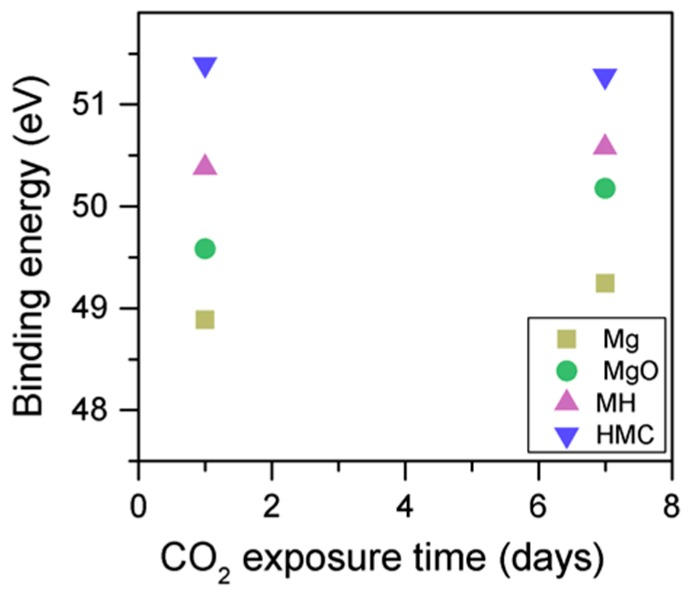 Binding energy (eV)
51
50
49
48
0 2 4 6 8
CO₂ exposure time (days)
Mg
MgO
MH
HMC